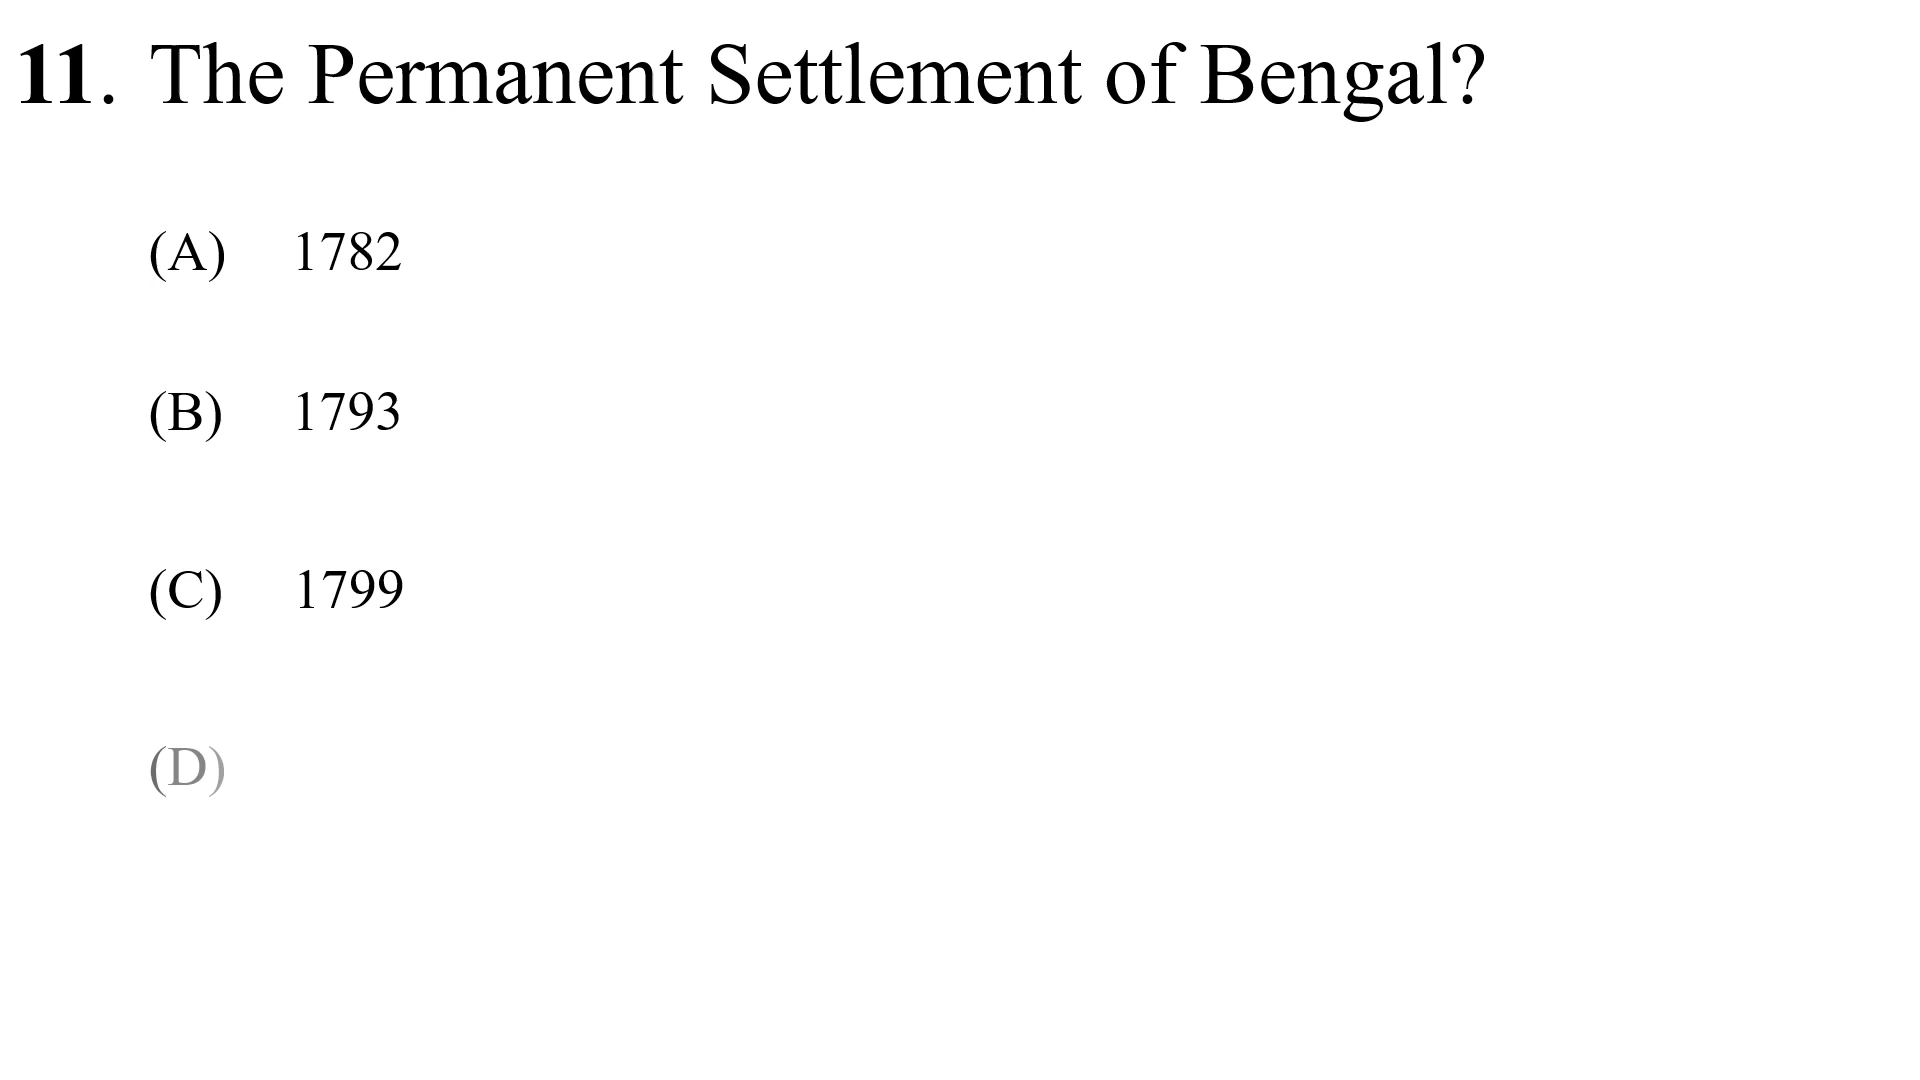 11. The Permanent Settlement of Bengal?
(A) 1782
(B) 1793
(C) 1799
(D)